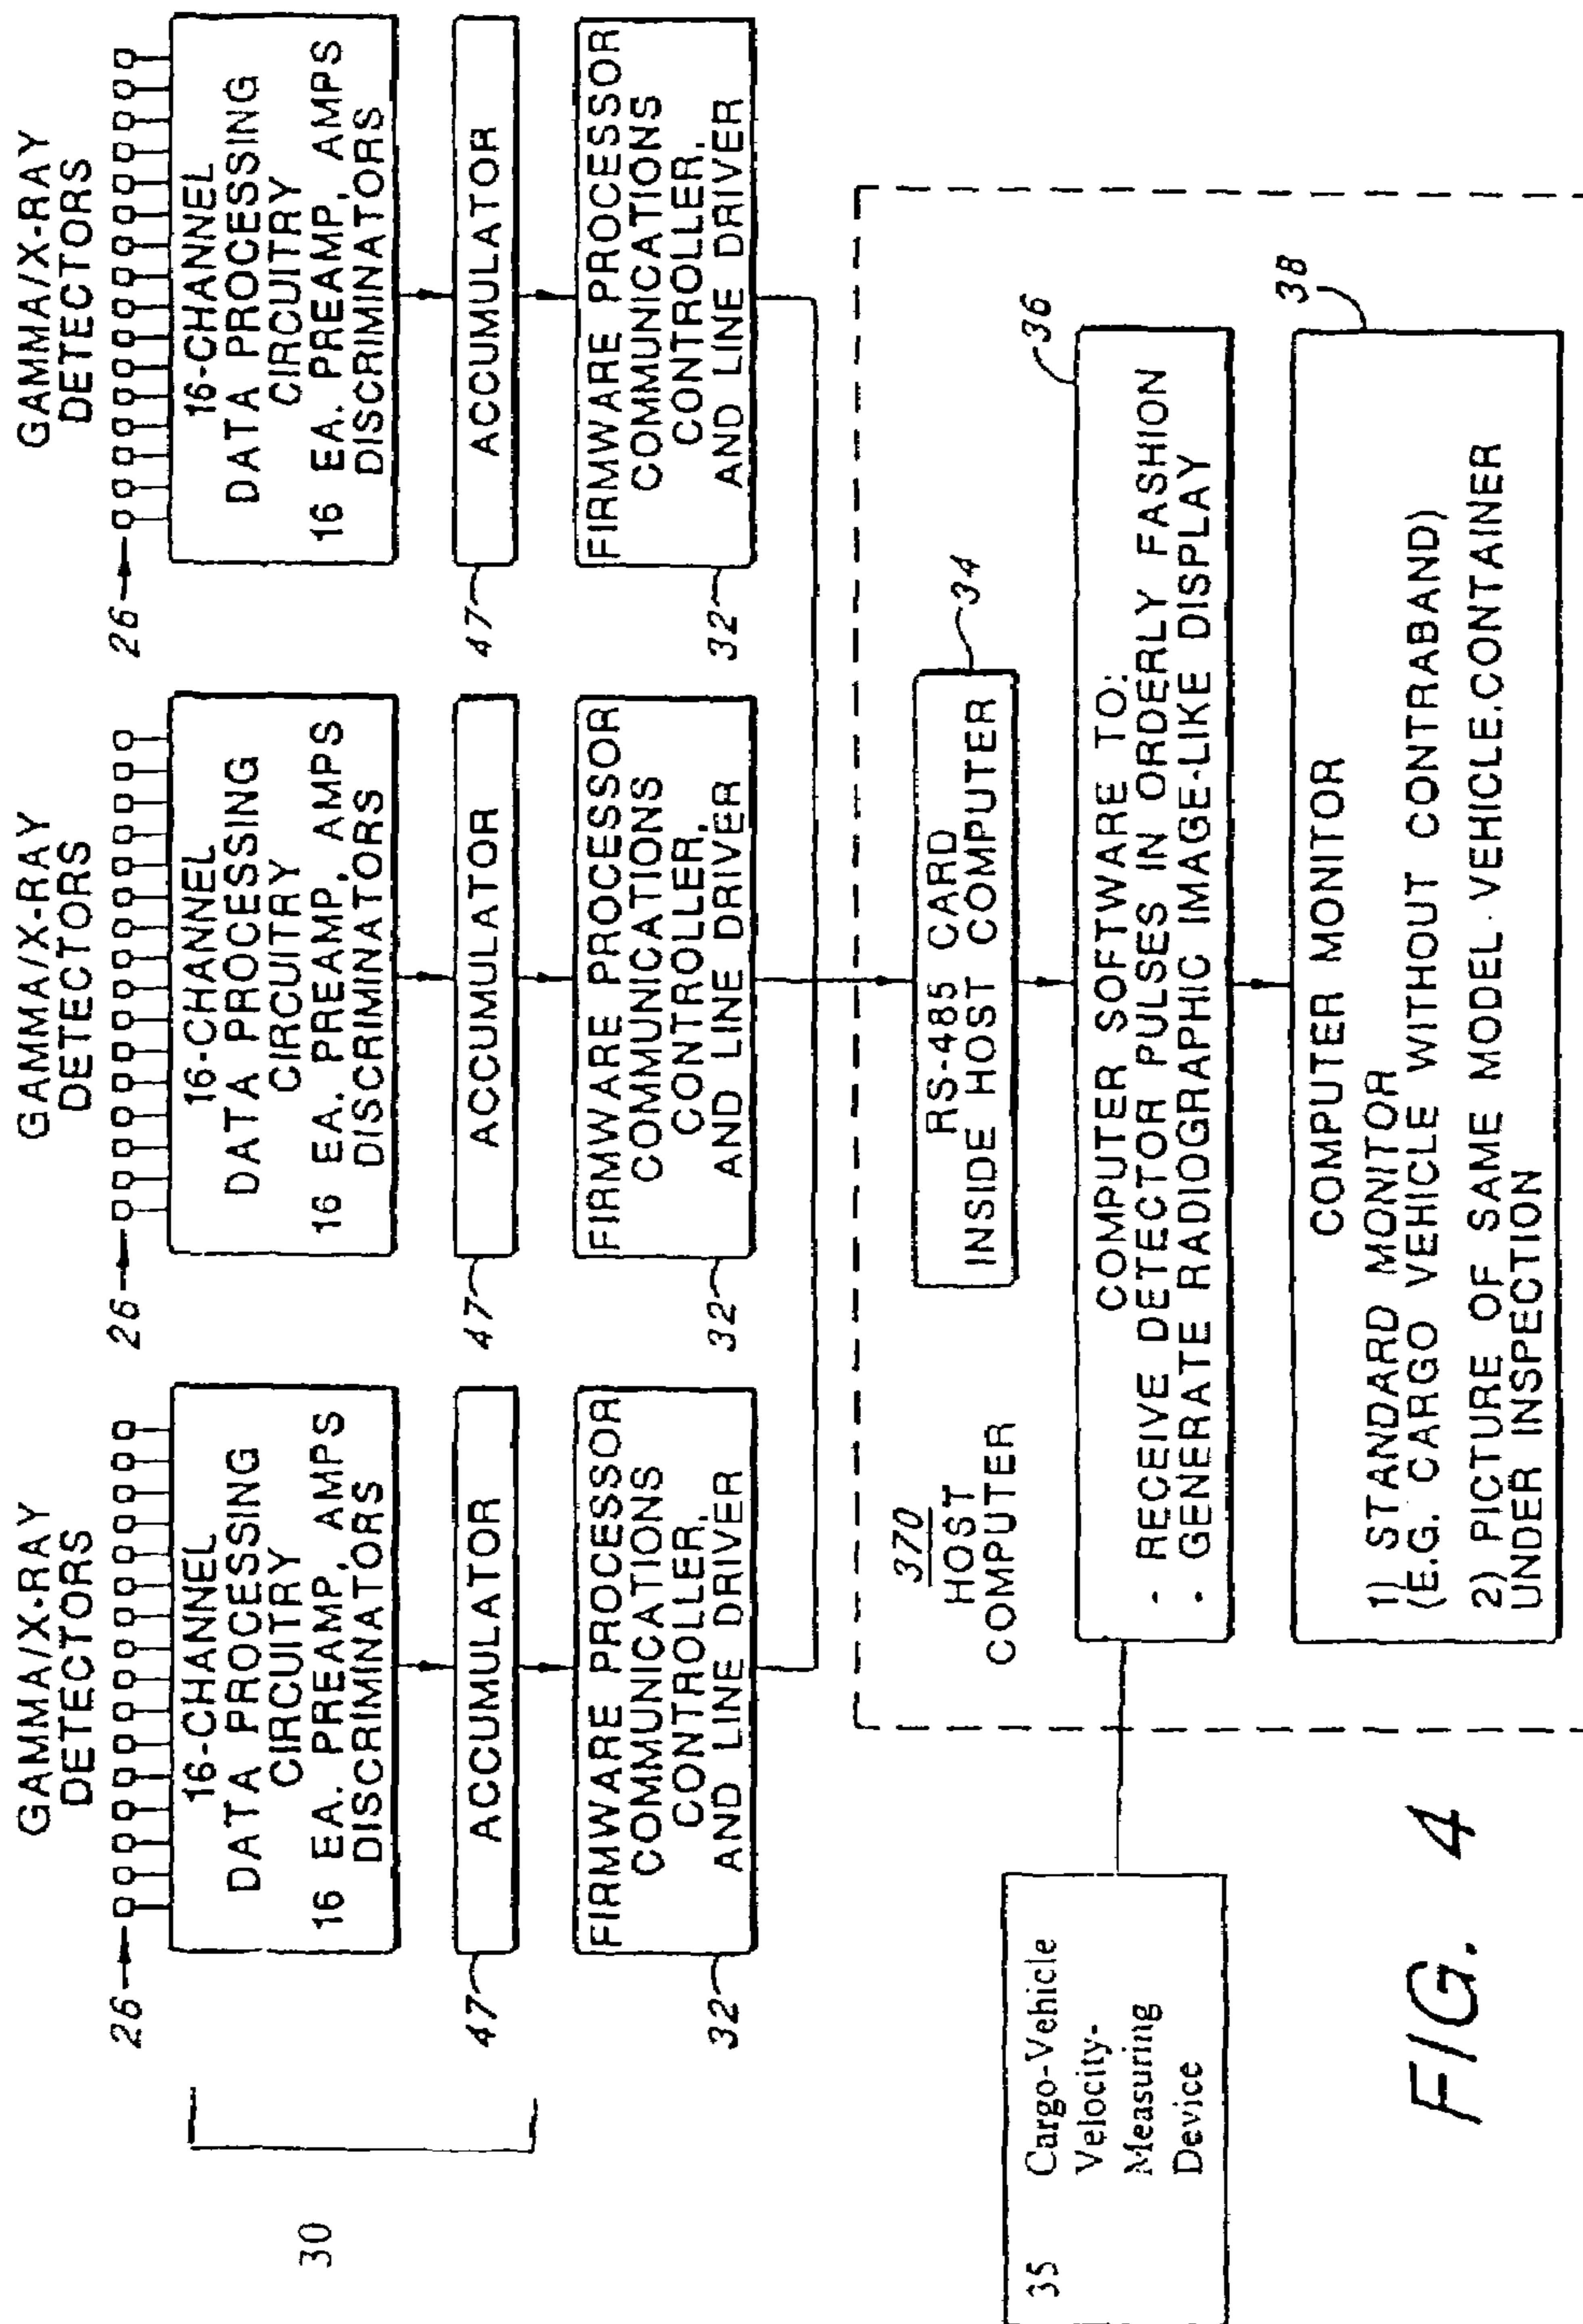 GAMMA/X-RAY
DETECTORS
26
16-CHANNEL
DATA PROCESSING
CIRCUITRY
16 EA. PREAMP, AMPS
DISCRIMINATORS
47
ACCUMULATOR
32
FIRMWARE PROCESSOR
COMMUNICATIONS
CONTROLLER,
AND LINE DRIVER
GAMMA/X-RAY
DETECTORS
26
16-CHANNEL
DATA PROCESSING
CIRCUITRY
16 EA. PREAMP, AMPS
DISCRIMINATORS
47
ACCUMULATOR
32
FIRMWARE PROCESSOR
COMMUNICATIONS
CONTROLLER,
AND LINE DRIVER
GAMMA/X-RAY
DETECTORS
26
16-CHANNEL
DATA PROCESSING
CIRCUITRY
16 EA. PREAMP, AMPS
DISCRIMINATORS
47
ACCUMULATOR
32
FIRMWARE PROCESSOR
COMMUNICATIONS
CONTROLLER,
AND LINE DRIVER
30
370
HOST
COMPUTER
34
RS-485 CARD
INSIDE HOST COMPUTER
36
COMPUTER SOFTWARE TO:
- RECEIVE DETECTOR PULSES IN ORDERLY FASHION
• GENERATE RADIOGRAPHIC IMAGE-LIKE DISPLAY
38
COMPUTER MONITOR
1) STANDARD MONITOR
(E.G. CARGO VEHICLE WITHOUT CONTRABAND)
2) PICTURE OF SAME MODEL VEHICLE.CONTAINER
UNDER INSPECTION
35 Cargo-Vehicle
Velocity-
Measuring
Device
FIG. 4